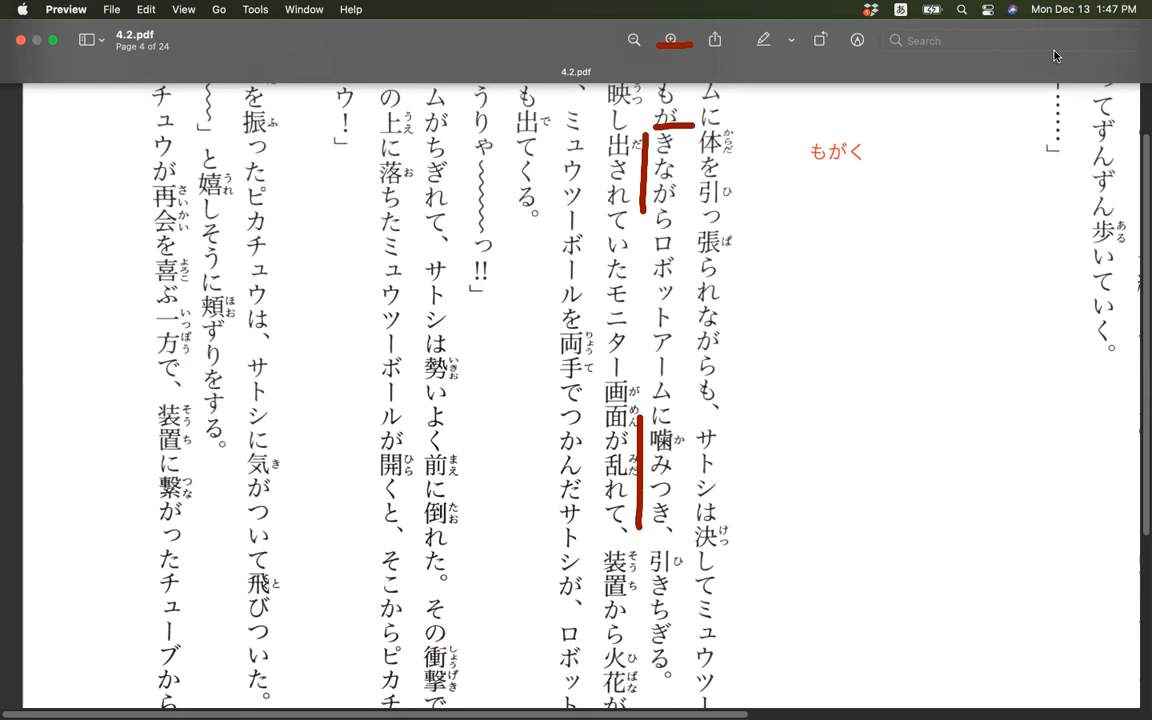 Preview File Edit View Go Tools Window Help
Mon Dec 13 1:47 PM
4.2.pdf
Page 4 of 24
Search
4.2.pdf
てずんずん歩いていく。
……」
もがく
ムに体を引っ張られながらも、サトシは決してミュウツー
もがきながらロボットアームに噛みつき、引きちぎる。
映し出されていたモニター画面が乱れて、装置から火花が
、ミュウツーボールを両手でつかんだサトシが、ロボット
も出てくる。
うりゃ~~~~~っ!!」
ムがちぎれて、サトシは勢いよく前に倒れた。その衝撃で
の上に落ちたミュウツーボールが開くと、そこからピカチ
ウ!」
を振ったピカチュウは、サトシに気がついて飛びついた。
~~」と嬉しそうに頬ずりをする。
チュウが再会を喜ぶ一方で、装置に繋がったチューブから